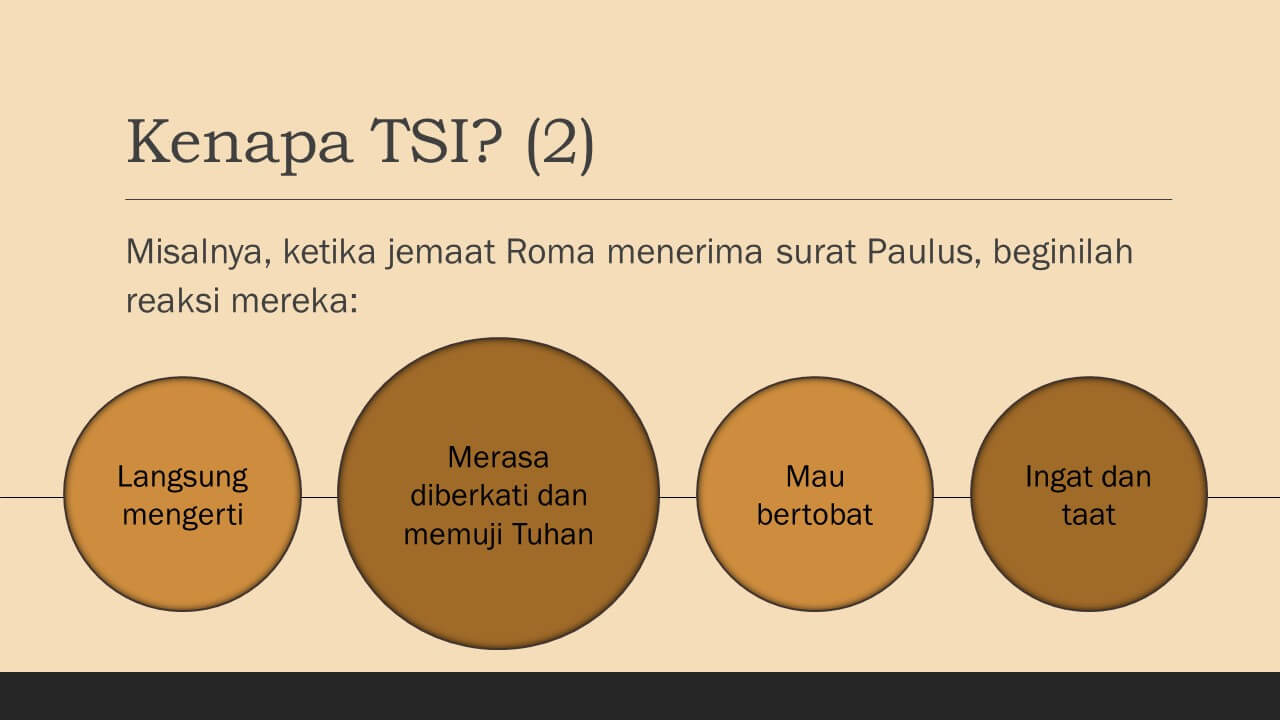 Kenapa TSI? (2)
Misalnya, ketika jemaat Roma menerima surat Paulus, beginilah
reaksi mereka:
Langsung
mengerti
Merasa
diberkati dan
memuji Tuhan
Mau
bertobat
Ingat dan
taat